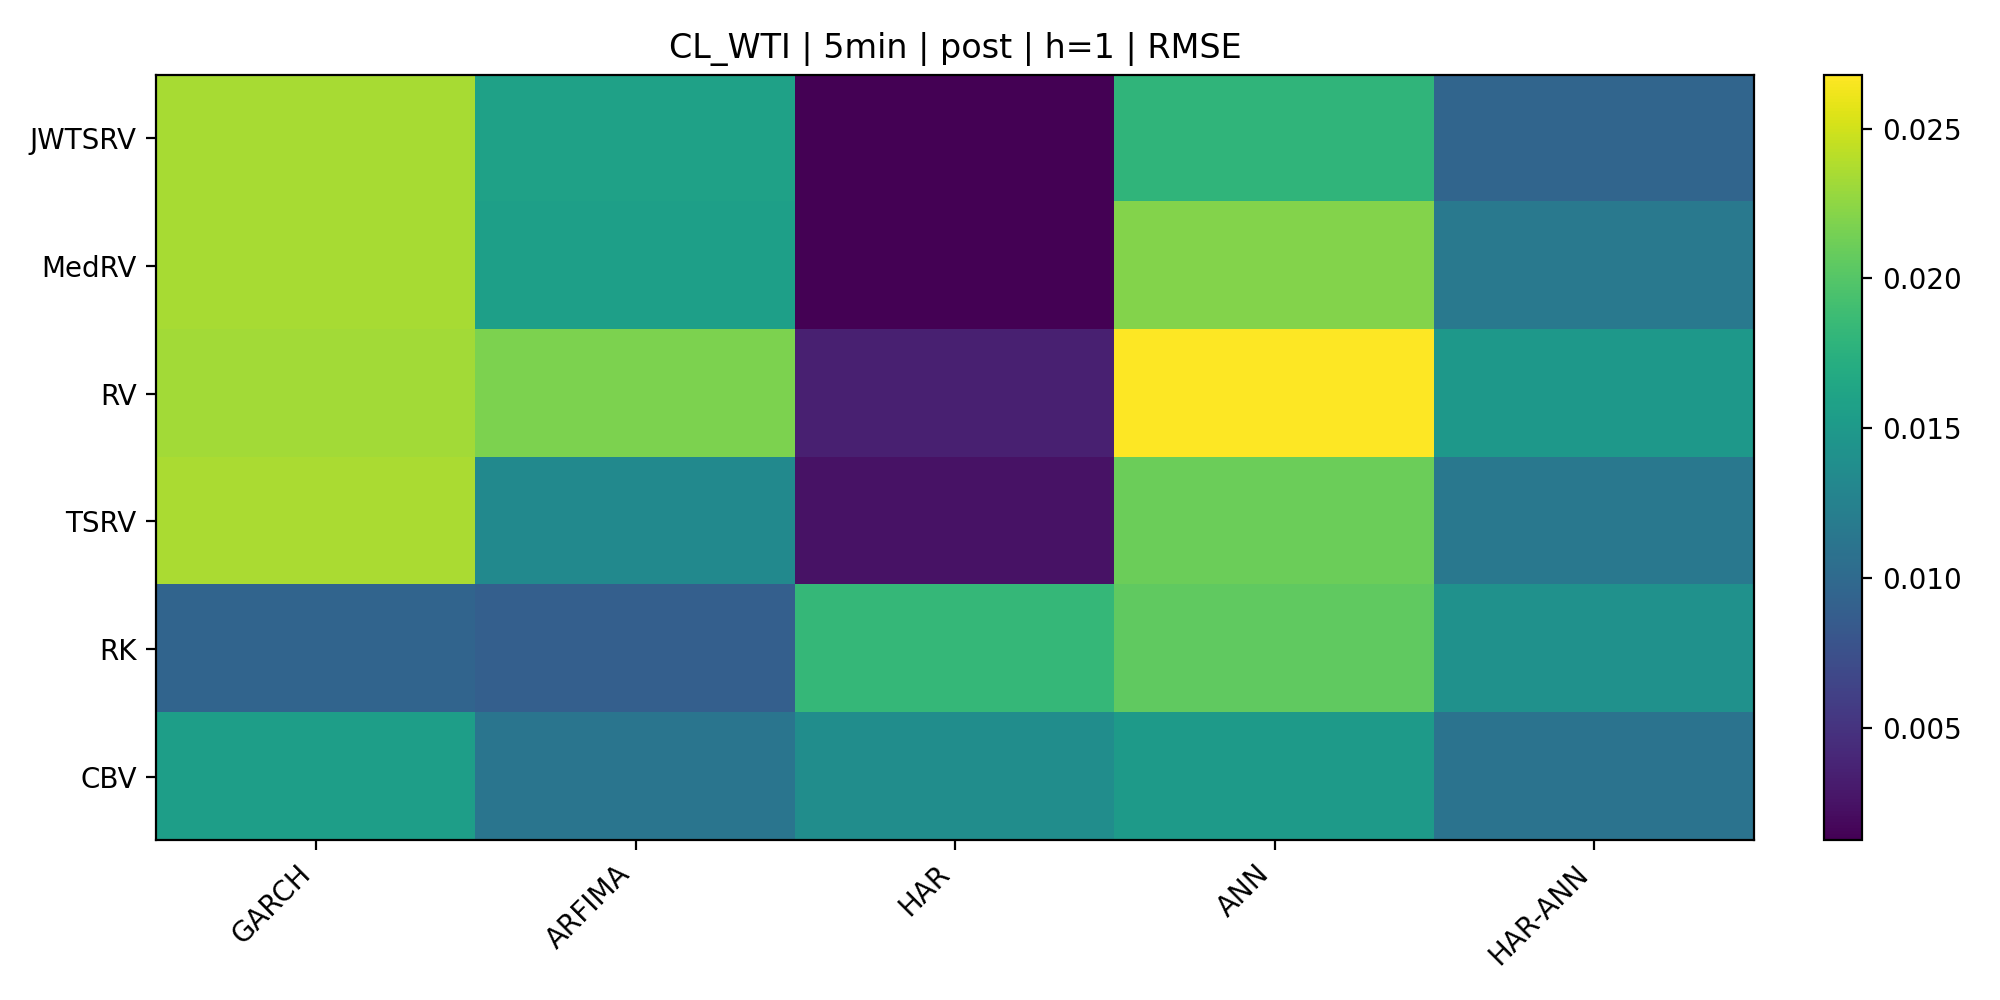 CL_WTI | 5min | post | h=1 | RMSE
JWTSRV
MedRV
RV
TSRV
RK
CBV
GARCH
ARFIMA
HAR
ANN
HAR-ANN
0.025
0.020
0.015
0.010
0.005